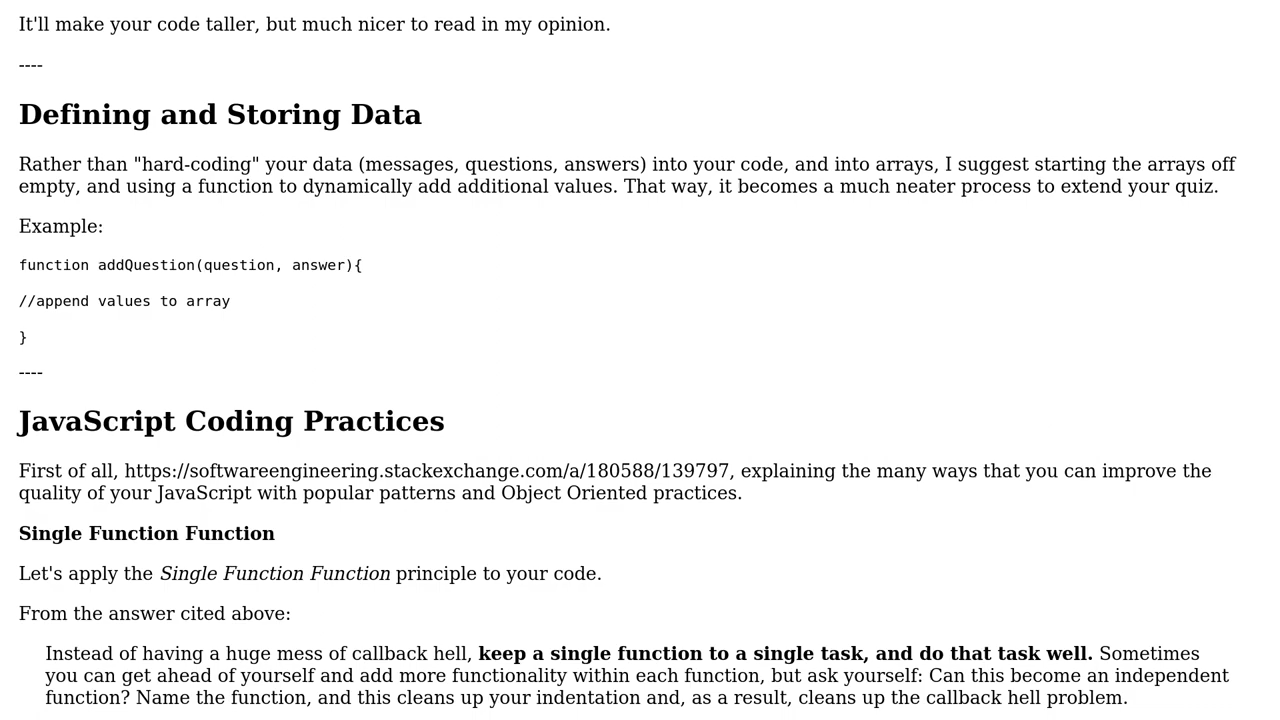 It'll make your code taller, but much nicer to read in my opinion.
----
Defining and Storing Data
Rather than "hard-coding" your data (messages, questions, answers) into your code, and into arrays, I suggest starting the arrays off
empty, and using a function to dynamically add additional values. That way, it becomes a much neater process to extend your quiz.
Example:
function addQuestion(question, answer){
//append values to array
}
----
JavaScript Coding Practices
First of all, https://softwareengineering.stackexchange.com/a/180588/139797, explaining the many ways that you can improve the
quality of your JavaScript with popular patterns and Object Oriented practices.
Single Function Function
Let's apply the Single Function Function principle to your code.
From the answer cited above:
Instead of having a huge mess of callback hell, keep a single function to a single task, and do that task well. Sometimes
you can get ahead of yourself and add more functionality within each function, but ask yourself: Can this become an independent
function? Name the function, and this cleans up your indentation and, as a result, cleans up the callback hell problem.